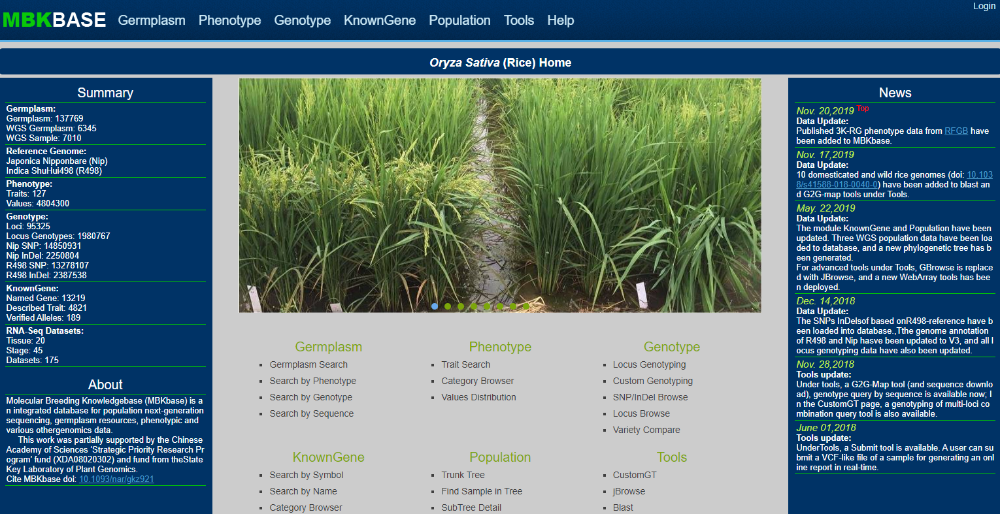 Login
MBKBASE Germplasm Phenotype Genotype KnownGene Population Tools Help
Oryza Sativa (Rice) Home
Summary
Germplasm:
Germplasm: 137769
WGS Germplasm: 6345
WGS Sample: 7010
Reference Genome:
Japonica Nipponbare (Nip)
Indica ShuHui498 (R498)
Phenotype:
Traits: 127
Values: 4804300
Genotype:
Loci: 95325
Locus Genotypes: 1980767
Nip SNP: 14850931
Nip InDel: 2250804
R498 SNP: 13278107
R498 InDel: 2387538
KnownGene:
Named Gene: 13219
Described Trait: 4821
Verified Alleles: 189
RNA-Seq Datasets:
Tissue: 20
Stage: 45
Datasets: 175
About
Molecular Breeding Knowledgebase (MBKbase) is a
n integrated database for population next-generation
sequencing, germplasm resources, phenotypic and
various othergenomics data.
This work was partially supported by the Chinese
Academy of Sciences 'Strategic Priority Research Pr
ogram' fund (XDA08020302) and fund from theState
Key Laboratory of Plant Genomics.
Cite MBKbase doi: 10.1093/nar/gkz921
Germplasm
Germplasm Search
Search by Phenotype
Search by Genotype
Search by Sequence
Phenotype
Trait Search
Category Browser
Values Distribution
Genotype
Locus Genotyping
Custom Genotyping
SNP/InDel Browse
Locus Browse
Variety Compare
KnownGene
Search by Symbol
Search by Name
Category Browser
Population
Trunk Tree
Find Sample in Tree
SubTree Detail
Tools
CustomGT
jBrowse
Blast
News
Nov. 20,2019 Top
Data Update:
Published 3K-RG phenotype data from RFGB have
been added to MBKbase.
Nov. 17,2019
Data Update:
10 domesticated and wild rice genomes (doi: 10.103
8/s41588-018-0040-0) have been added to blast an
d G2G-map tools under Tools.
May. 22,2019
Data Update:
The module KnownGene and Population have been
updated. Three WGS population data have been loa
ded to database, and a new phylogenetic tree has b
een generated.
For advanced tools under Tools, GBrowse is replace
d with JBrowse, and a new WebArray tools has bee
n deployed.
Dec. 14,2018
Data Update:
The SNPs InDelsof based onR498-reference have b
een loaded into database.,Tthe genome annotation
of R498 and Nip hasve been updated to V3, and all l
ocus genotyping data have also been updated.
Nov. 28,2018
Tools update:
Under tools, a G2G-Map tool (and sequence downlo
ad), genotype query by sequence is available now; I
n the CustomGT page, a genotyping of multi-loci co
mbination query tool is also available.
June 01,2018
Tools update:
UnderTools, a Submit tool is available. A user can su
bmit a VCF-like file of a sample for generating an onl
ine report in real-time.